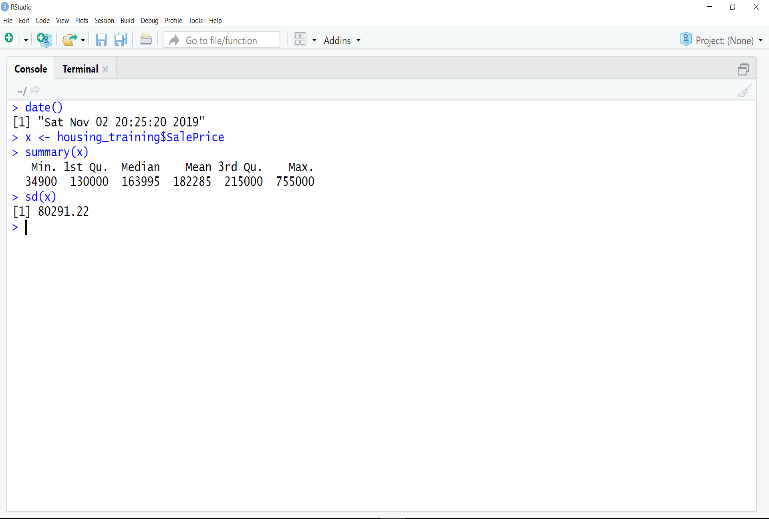 RStudio
File Edit Code View Plots Session Build Debug Profile Tools Help
Go to file/function Addins Project: (None)
Console Terminal
~/
> date()
[1] "Sat Nov 02 20:25:20 2019"
> x <- housing_training$SalePrice
> summary(x)
Min. 1st Qu. Median Mean 3rd Qu. Max.
34900 130000 163995 182285 215000 755000
> sd(x)
[1] 80291.22
>